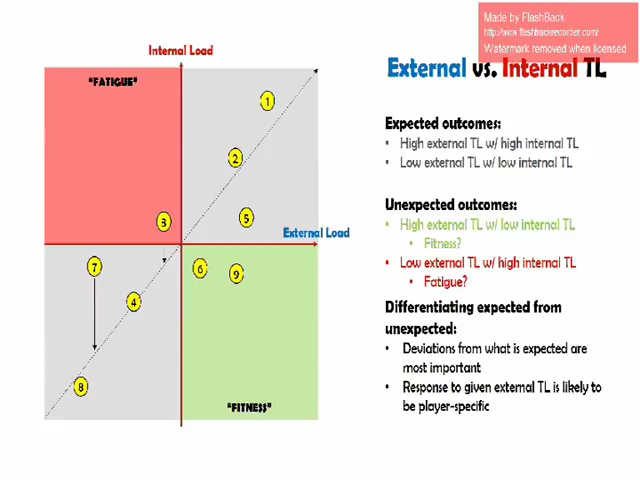 Made by FlashBack
http://www.flashbackrecorder.com/
Watermark removed when licensed
Internal Load
External vs. Internal TL
"FATIGUE"
1
2
3
5
External Load
7
6
9
4
8
"FITNESS"
Expected outcomes:
• High external TL w/ high internal TL
• Low external TL w/ low internal TL
Unexpected outcomes:
• High external TL w/ low internal TL
• Fitness?
• Low external TL w/ high internal TL
• Fatigue?
Differentiating expected from
unexpected:
• Deviations from what is expected are
most important
• Response to given external TL is likely to
be player-specific